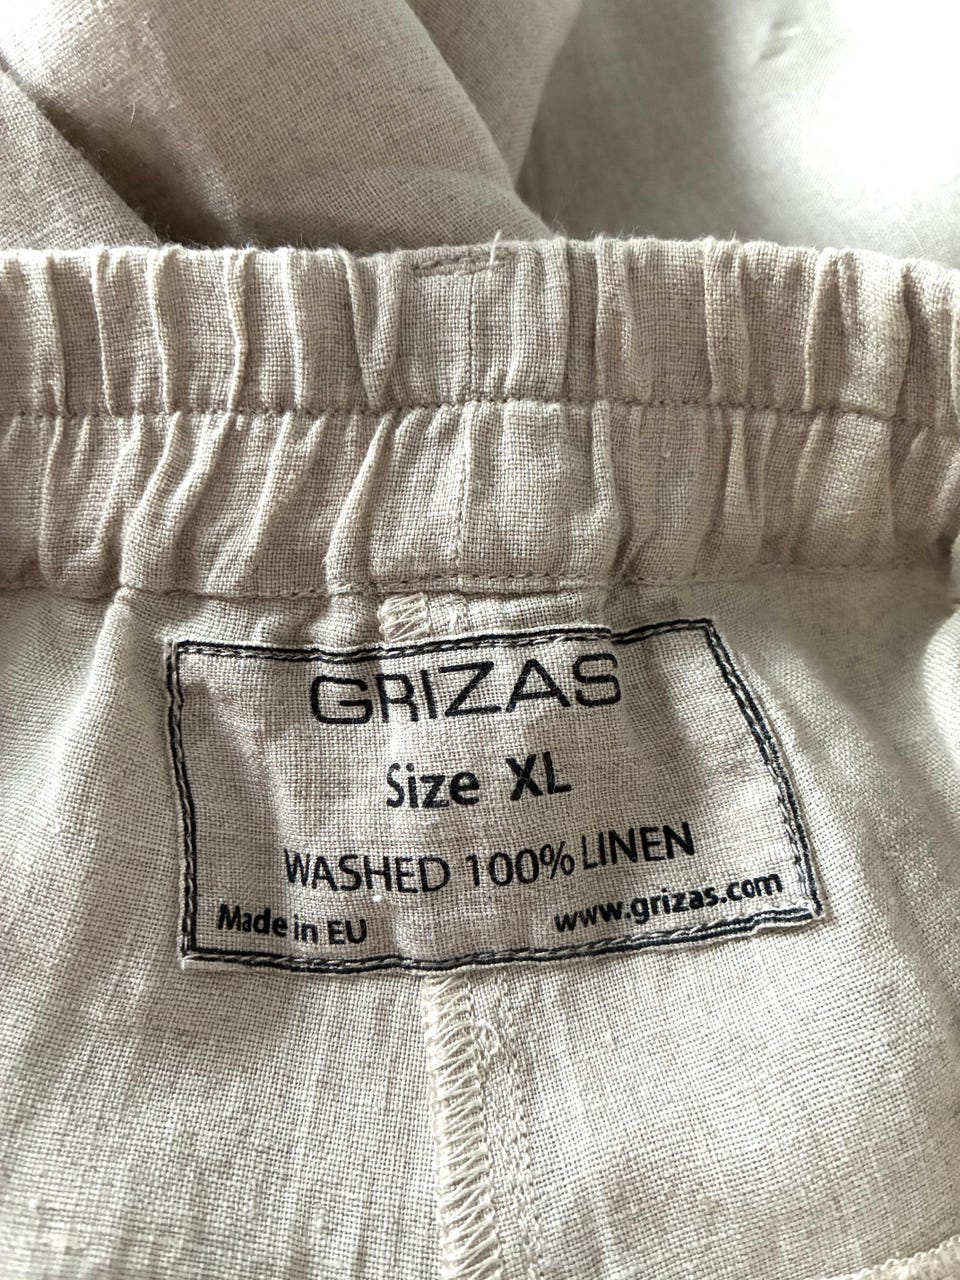 GRIZAS
Size XL
WASHED 100% LINEN
Made in EU
www.grizas.com